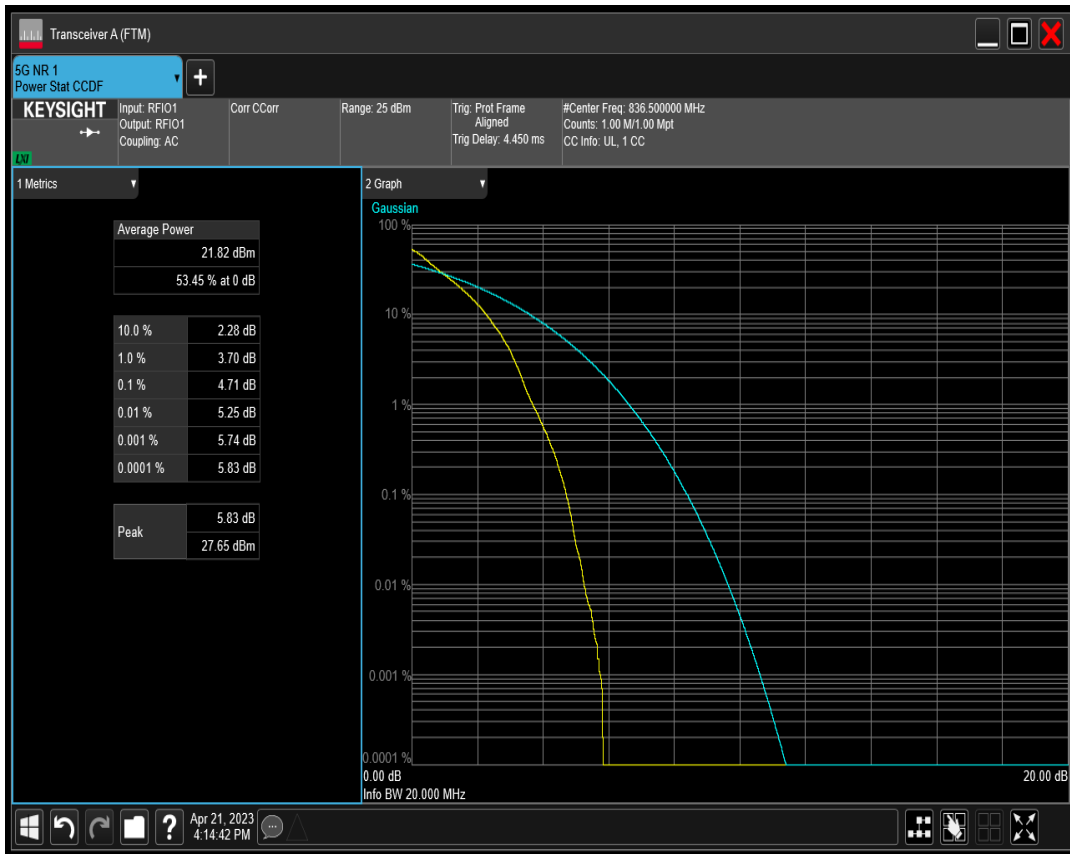 Transceiver A (FTM)
5G NR 1
Power Stat CCDF
+
KEYSIGHT
LXI
Input: RFIO1
Output: RFIO1
Coupling: AC
Corr CCorr
Range: 25 dBm
Trig: Prot Frame
Aligned
Trig Delay: 4.450 ms
#Center Freq: 836.500000 MHz
Counts: 1.00 M/1.00 Mpt
CC Info: UL, 1 CC
1 Metrics
Average Power
21.82 dBm
53.45 % at 0 dB
10.0 % 2.28 dB
1.0 % 3.70 dB
0.1 % 4.71 dB
0.01 % 5.25 dB
0.001 % 5.74 dB
0.0001 % 5.83 dB
Peak
5.83 dB
27.65 dBm
2 Graph
Gaussian
100 %
10 %
1 %
0.1 %
0.01 %
0.001 %
0.0001 %
0.00 dB 20.00 dB
Info BW 20.000 MHz
?
Apr 21, 2023
4:14:42 PM